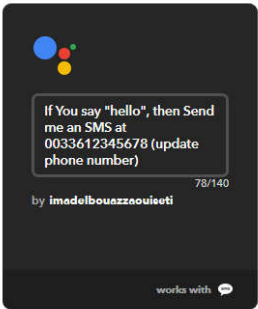 If You say "hello", then Send
me an SMS at
0033612345678 (update
phone number)
78/140
by imadelbouazzaouiseti
works with